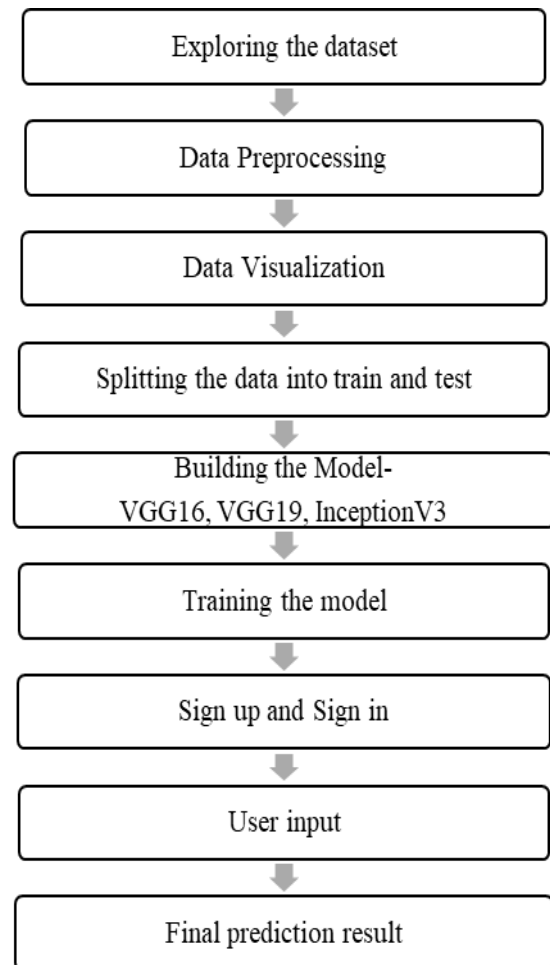 Exploring the dataset
Data Preprocessing
Data Visualization
Splitting the data into train and test
Building the Model-
VGG16, VGG19, InceptionV3
Training the model
Sign up and Sign in
User input
Final prediction result